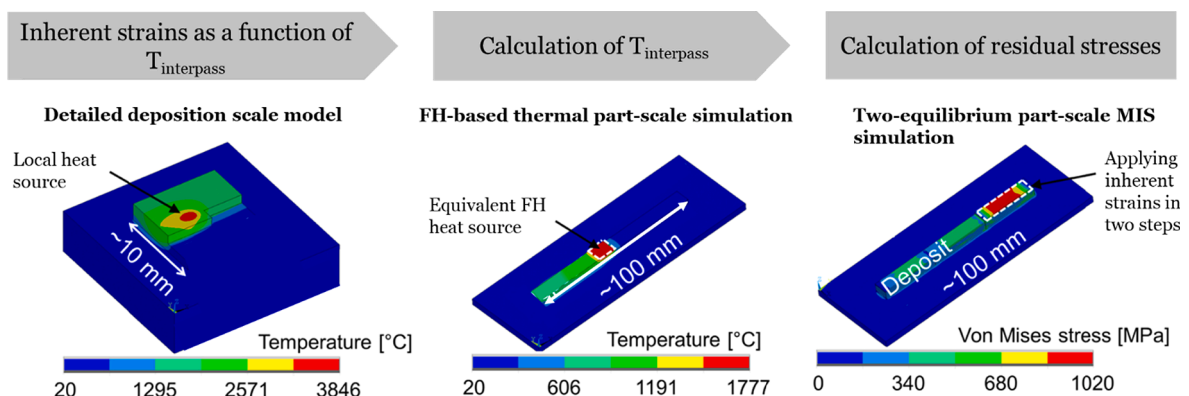 Inherent strains as a function of
Tinterpass
Calculation of Tinterpass
Calculation of residual stresses
Detailed deposition scale model
Local heat
source
~10 mm
Temperature [°C]
20 1295 2571 3846
FH-based thermal part-scale simulation
Equivalent FH
heat source
~100 mm
Temperature [°C]
20 606 1191 1777
Two-equilibrium part-scale MIS
simulation
Applying
inherent
strains in
two steps
Deposit
~100 mm
Von Mises stress [MPa]
0 340 680 1020